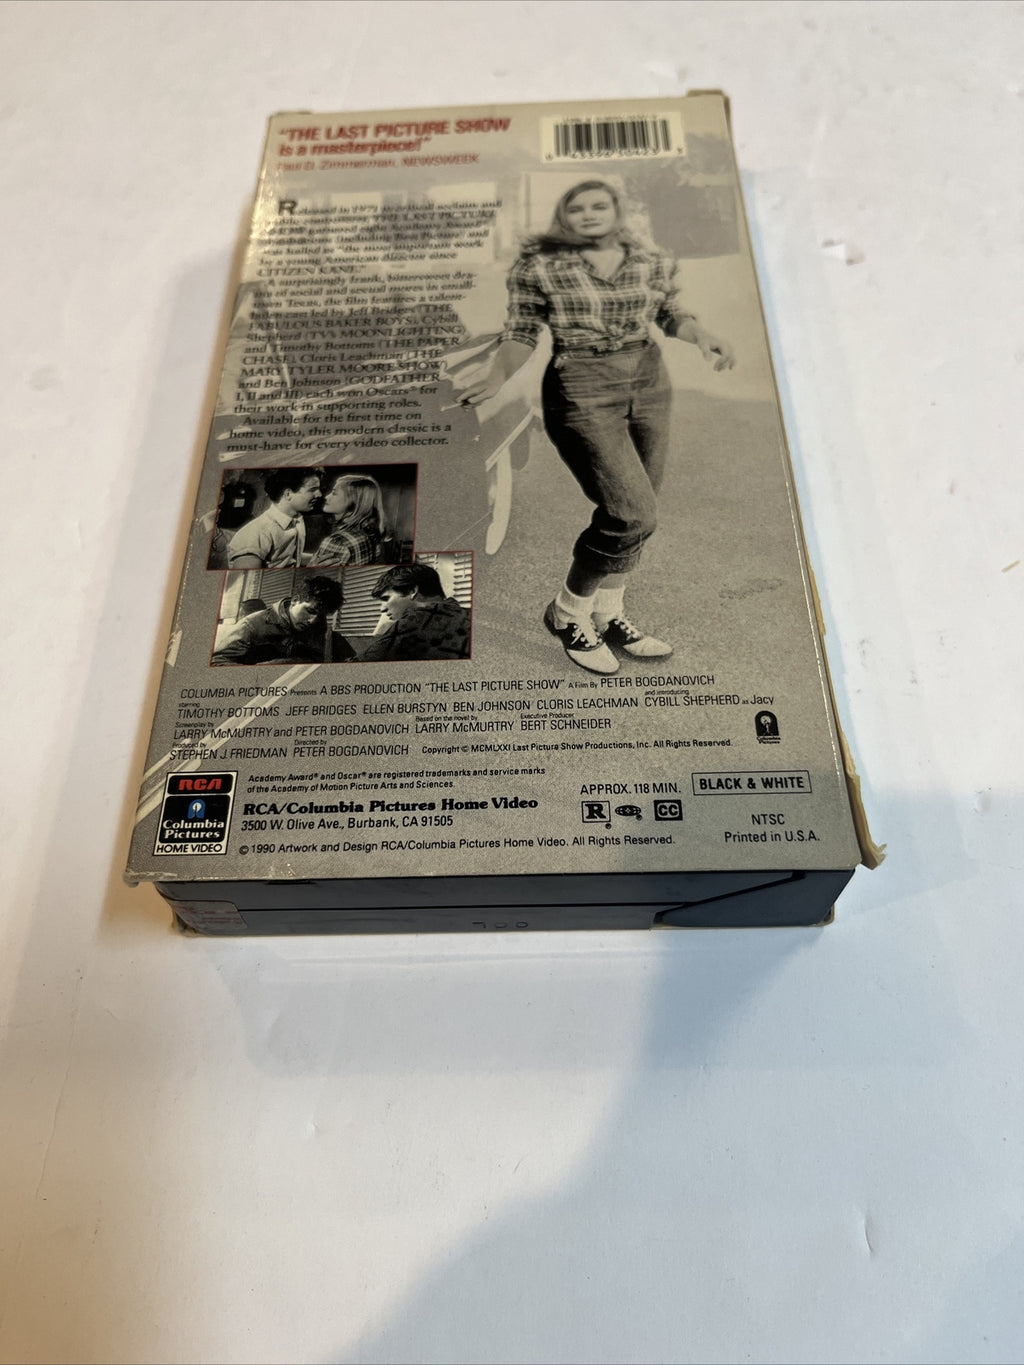 "THE LAST PICTURE SHOW
is a masterpiece!"
Paul D. Zimmerman, NEWSWEEK
Released in 1971 to critical acclaim and
THE LAST PICTURE
SHOW garnered eight Academy Award®
(including Best Picture) and
was hailed as "the most important work
by a young American director since
CITIZEN KANE."
A surprisingly frank, bittersweet dra-
ma of social and sexual mores in small-
town Texas, the film features a talent-
laden cast led by Jeff Bridges (THE
FABULOUS BAKER BOYS), Cybill
Shepherd (TV's MOONLIGHTING)
and Timothy Bottoms (THE PAPER
CHASE). Cloris Leachman (THE
MARY TYLER MOORE SHOW)
and Ben Johnson (GODFATHER
I, II and III) each won Oscars® for
their work in supporting roles.
Available for the first time on
home video, this modern classic is a
must-have for every video collector.
COLUMBIA PICTURES Presents A BBS PRODUCTION "THE LAST PICTURE SHOW" A Film By PETER BOGDANOVICH
starring TIMOTHY BOTTOMS JEFF BRIDGES ELLEN BURSTYN BEN JOHNSON CLORIS LEACHMAN and introducing CYBILL SHEPHERD as Jacy
Screenplay by LARRY McMURTRY and PETER BOGDANOVICH Based on the novel by LARRY McMURTRY Executive Producer BERT SCHNEIDER
Produced by STEPHEN J. FRIEDMAN Directed by PETER BOGDANOVICH Copyright © MCMLXXI Last Picture Show Productions, Inc. All Rights Reserved.
Columbia
Pictures
RCA
Columbia
Pictures
HOME VIDEO
Academy Award® and Oscar® are registered trademarks and service marks
of the Academy of Motion Picture Arts and Sciences.
RCA/Columbia Pictures Home Video
3500 W. Olive Ave., Burbank, CA 91505
© 1990 Artwork and Design RCA/Columbia Pictures Home Video. All Rights Reserved.
APPROX. 118 MIN.
BLACK & WHITE
R
CC
NTSC
Printed in U.S.A.